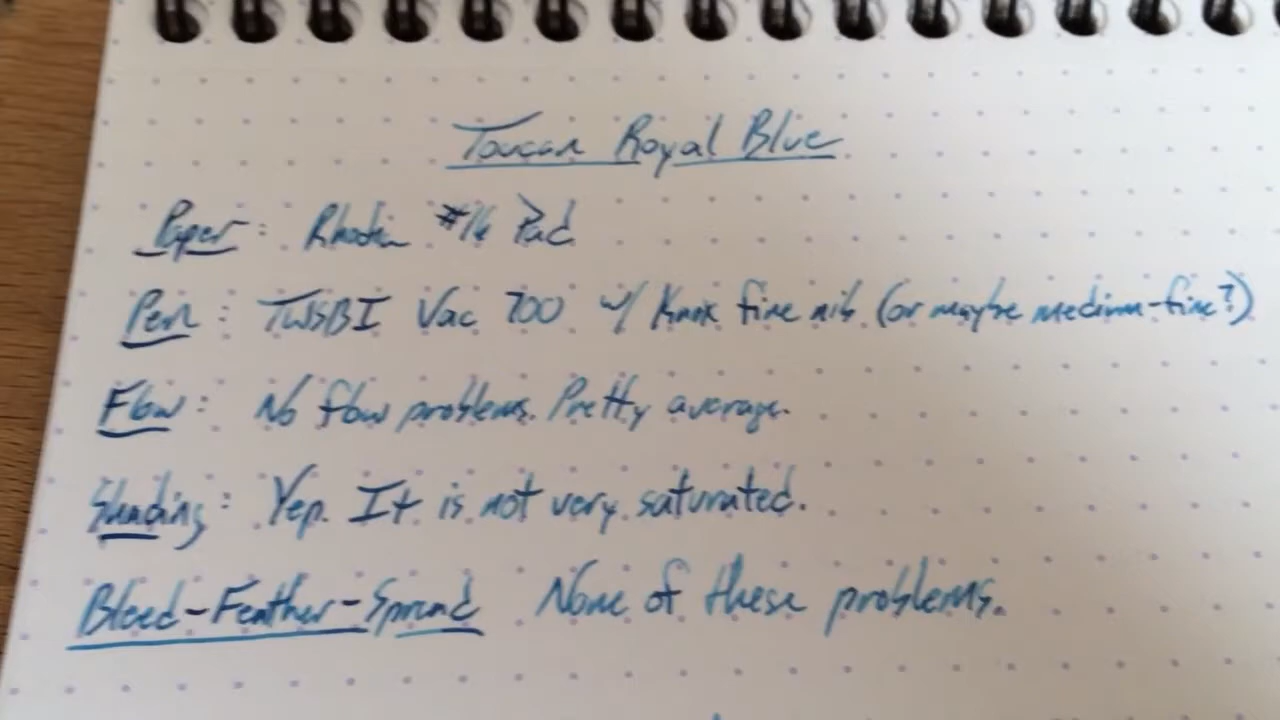 Toucan Royal Blue
Paper: Rhodia #16 Pad
Pen: TWSBI Vac 700 w/ Knox fine nib (or maybe medium-fine?)
Flow: No flow problems. Pretty average.
Shading: Yep. It is not very saturated.
Bleed-Feather-Spread None of these problems.